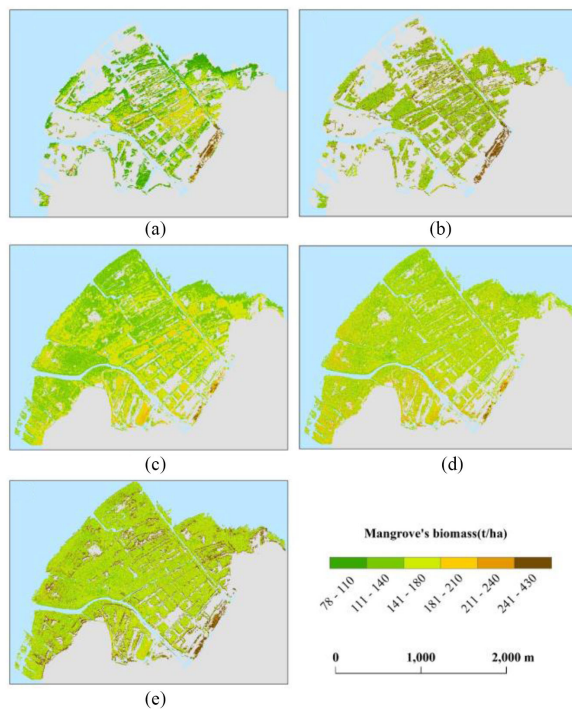 (a)
(b)
(c)
(d)
(e)
Mangrove's biomass(t/ha)
78 - 110
111 - 140
141 - 180
181 - 210
211 - 240
241 - 430
0 1,000 2,000 m